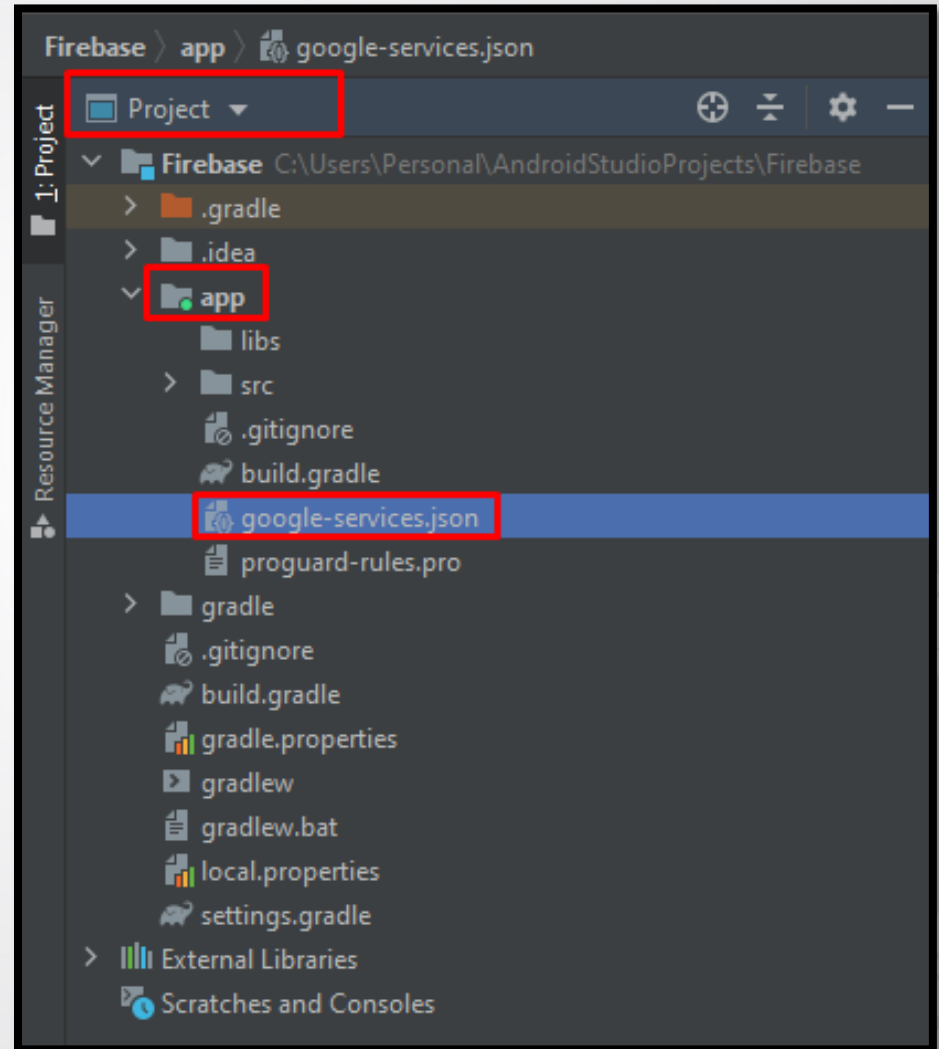 Firebase 〉 app 〉 google-services.json
Project
1: Project
Resource Manager
Firebase C:\Users\Personal\AndroidStudioProjects\Firebase
.gradle
.idea
app
libs
src
.gitignore
build.gradle
google-services.json
proguard-rules.pro
gradle
.gitignore
build.gradle
gradle.properties
gradlew
gradlew.bat
local.properties
settings.gradle
External Libraries
Scratches and Consoles